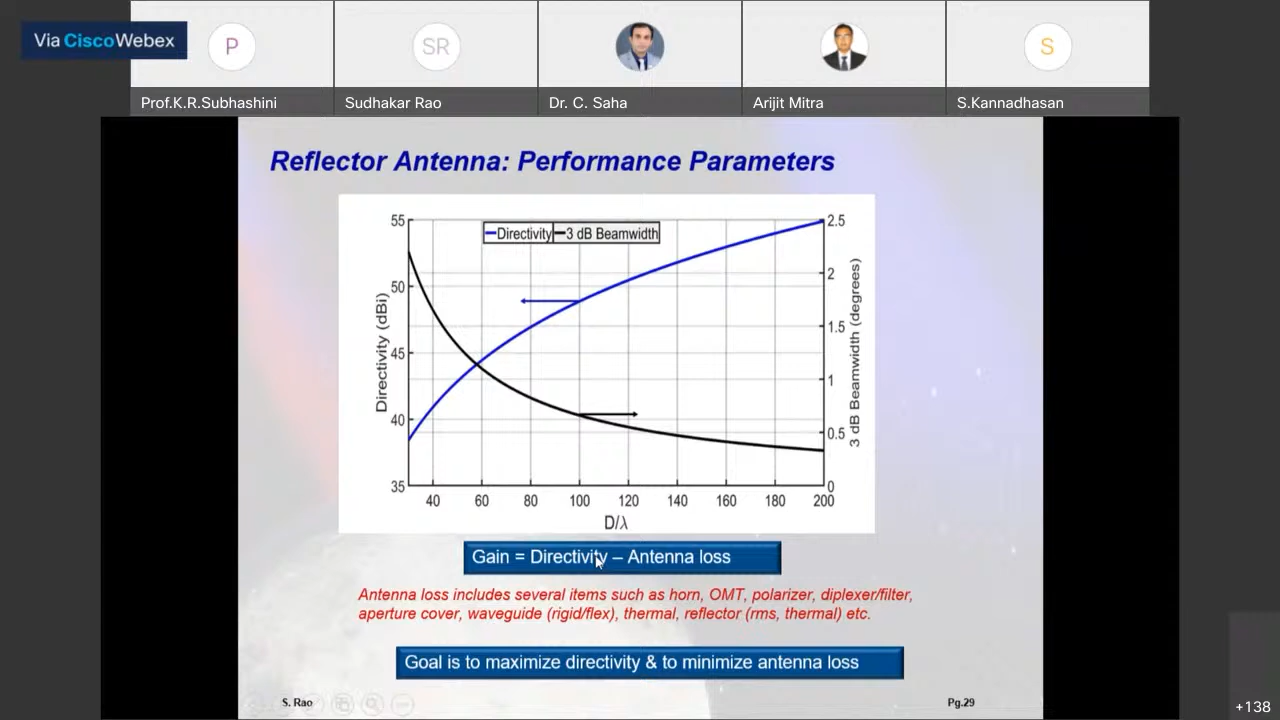 Via CiscoWebex
P
SR
S
Prof.K.R.Subhashini
Sudhakar Rao
Dr. C. Saha
Arijit Mitra
S.Kannadhasan
Reflector Antenna: Performance Parameters
Directivity
3 dB Beamwidth
55
50
45
40
35
Directivity (dBi)
2.5
2
1.5
1
0.5
0
3 dB Beamwidth (degrees)
40 60 80 100 120 140 160 180 200
D/λ
Gain = Directivity – Antenna loss
Antenna loss includes several items such as horn, OMT, polarizer, diplexer/filter,
aperture cover, waveguide (rigid/flex), thermal, reflector (rms, thermal) etc.
Goal is to maximize directivity & to minimize antenna loss
S. Rao
Pg.29
+138